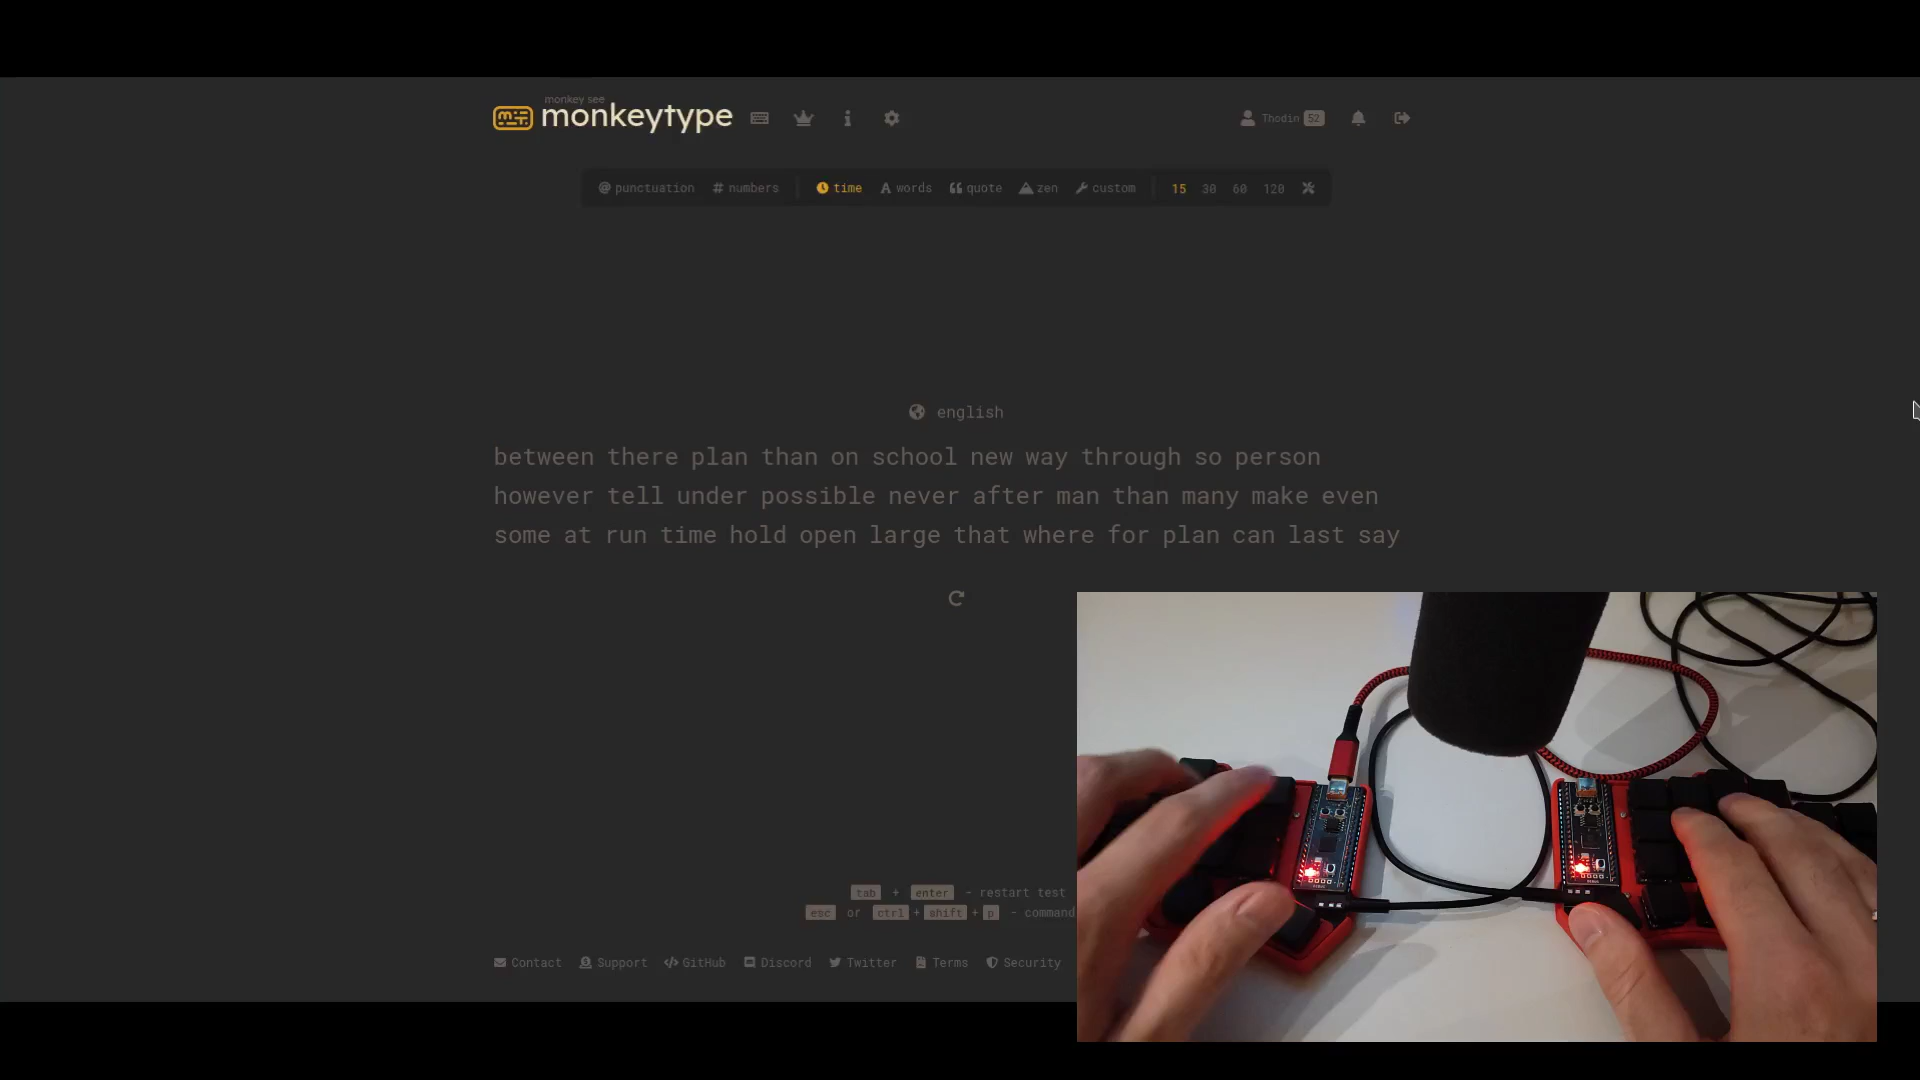 monkey see
monkeytype
Thodin 52
@ punctuation # numbers time A words quote zen custom 15 30 60 120
english
between there plan than on school new way through so person
however tell under possible never after man than many make even
some at run time hold open large that where for plan can last say
tab + enter - restart test
esc or ctrl + shift + p - command
Contact Support GitHub Discord Twitter Terms Security